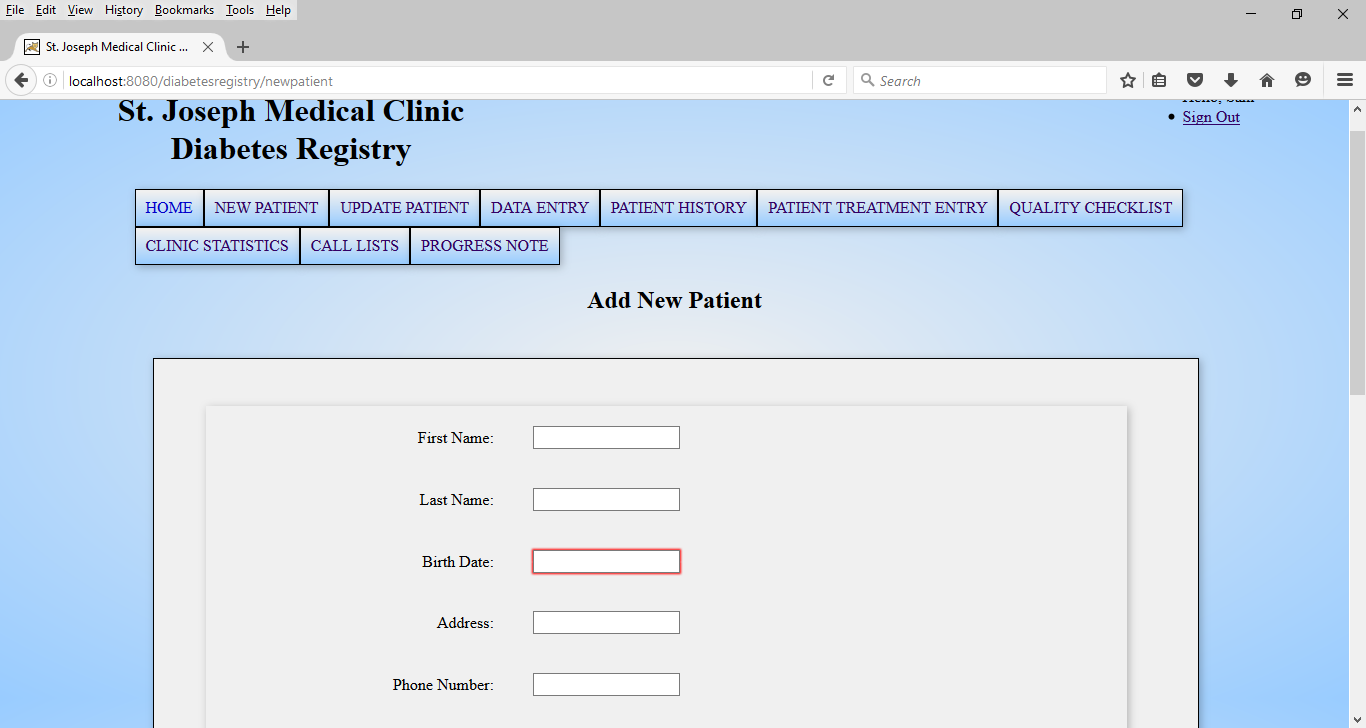 File Edit View History Bookmarks Tools Help
St. Joseph Medical Clinic ...
localhost:8080/diabetesregistry/newpatient
Search
St. Joseph Medical Clinic
Diabetes Registry
Sign Out
HOME NEW PATIENT UPDATE PATIENT DATA ENTRY PATIENT HISTORY PATIENT TREATMENT ENTRY QUALITY CHECKLIST
CLINIC STATISTICS CALL LISTS PROGRESS NOTE
Add New Patient
First Name:
Last Name:
Birth Date:
Address:
Phone Number: